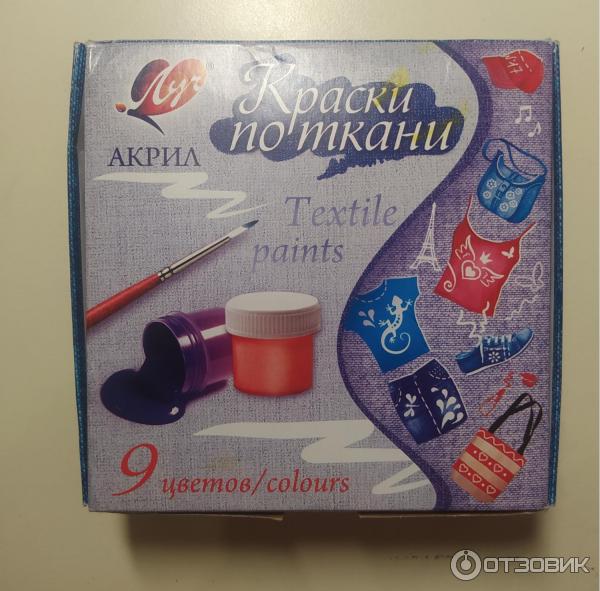 Луч
АКРИЛ
Краски
по ткани
Textile
paints
9 цветов/colours
ОТЗОВИК